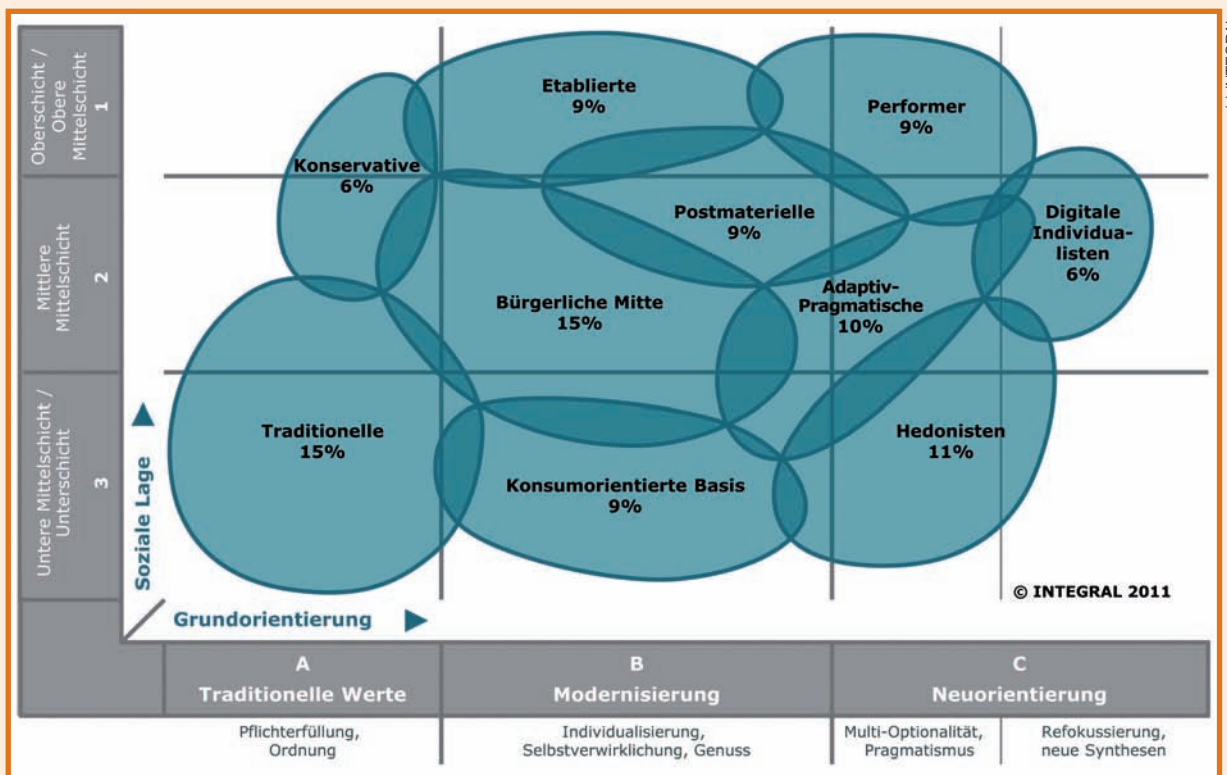 Oberschicht /
Obere
Mittelschicht
1
Mittlere
Mittelschicht
2
Untere Mittelschicht /
Unterschicht
3
Soziale Lage
Etablierte
9%
Performer
9%
Konservative
6%
Postmaterielle
9%
Digitale
Individua-
listen
6%
Bürgerliche Mitte
15%
Adaptiv-
Pragmatische
10%
Traditionelle
15%
Hedonisten
11%
Konsumorientierte Basis
9%
© INTEGRAL 2011
Grundorientierung
A
Traditionelle Werte
B
Modernisierung
C
Neuorientierung
Pflichterfüllung,
Ordnung
Individualisierung,
Selbstverwirklichung, Genuss
Multi-Optionalität,
Pragmatismus
Refokussierung,
neue Synthesen